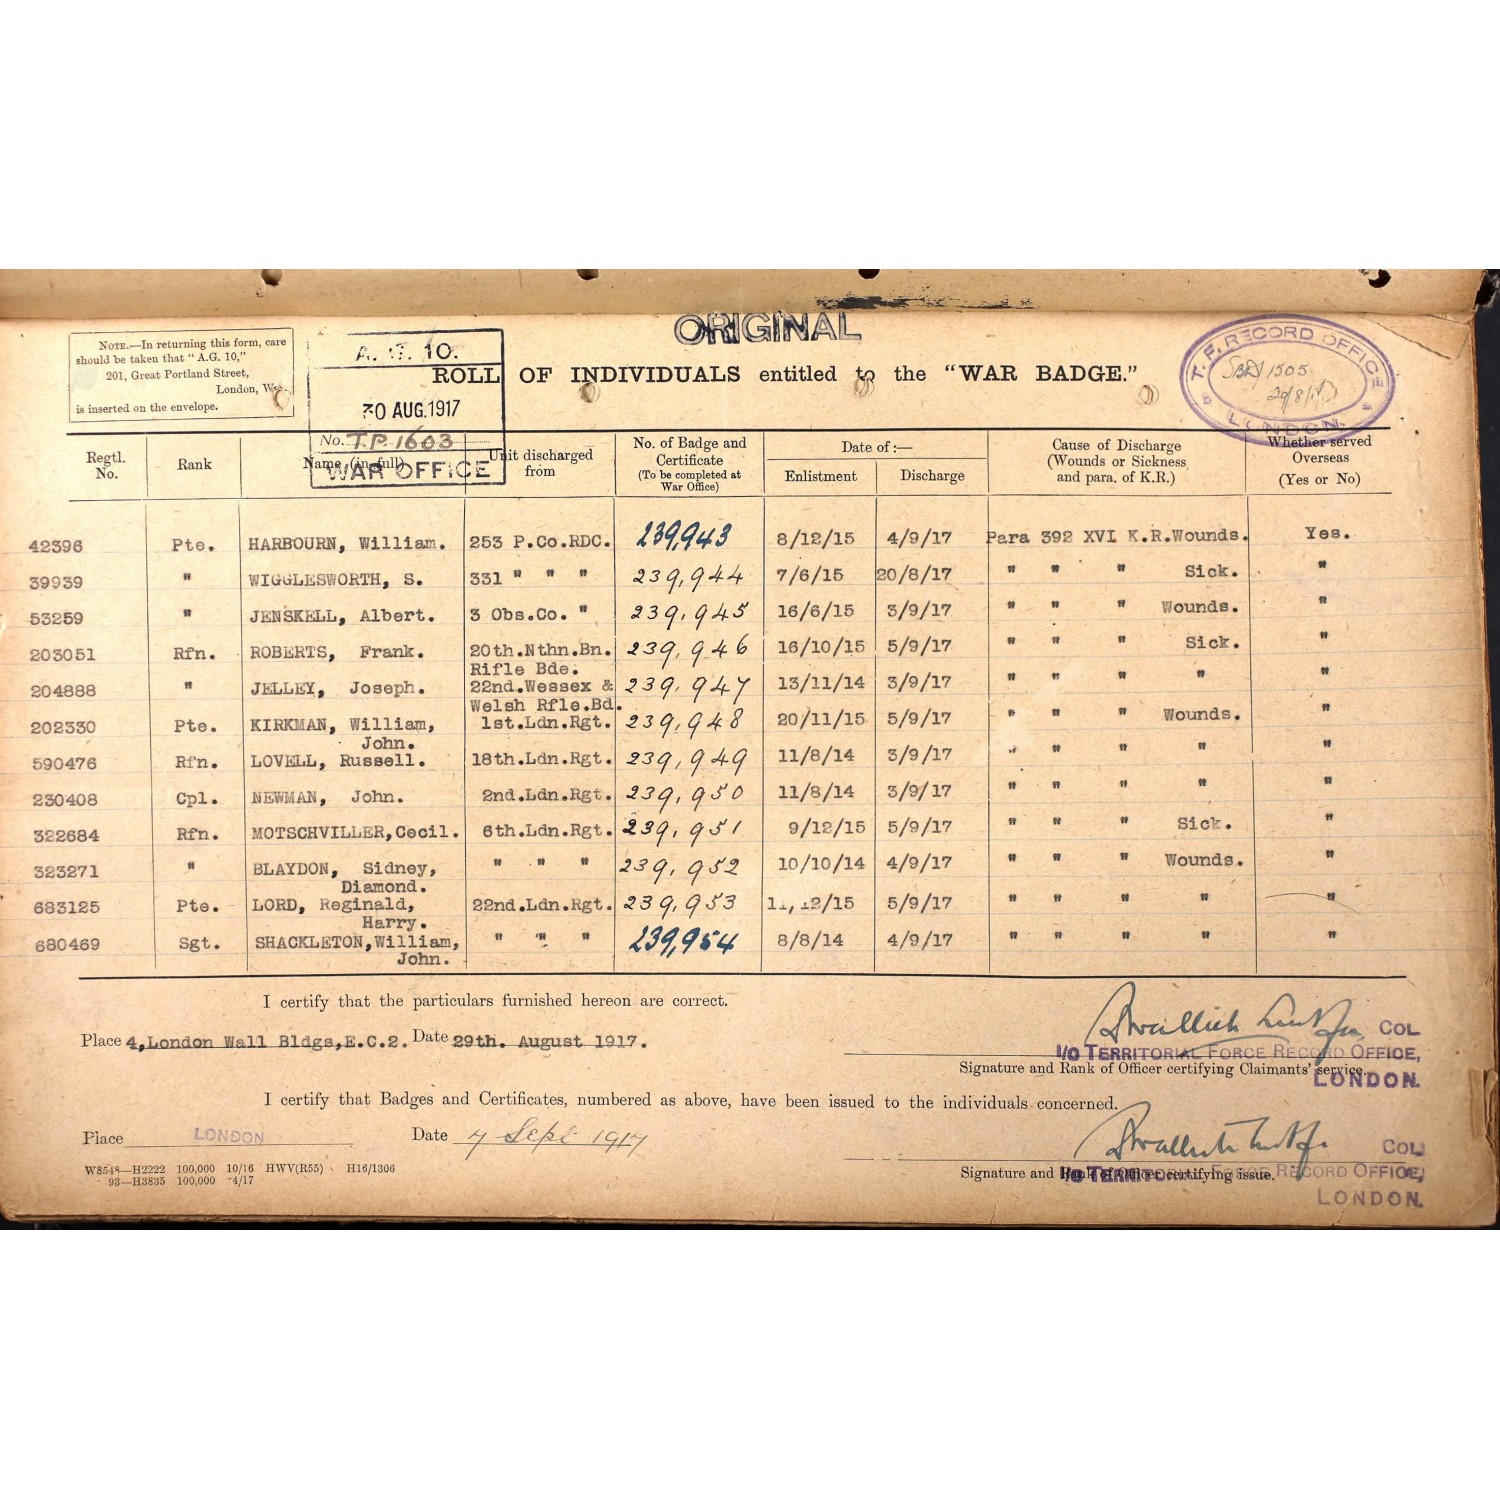 ORIGINAL
NOTE.—In returning this form, care
should be taken that "A.G. 10,"
201, Great Portland Street,
London, W.,
is inserted on the envelope.
A.G. 10.
30 AUG. 1917
No. T.P. 1603
WAR OFFICE
T. F. RECORD OFFICE
1505
29/8/17
LONDON.
ROLL OF INDIVIDUALS entitled to the "WAR BADGE."
Regtl. No. Rank Name (in full) Unit discharged from No. of Badge and Certificate (To be completed at War Office) Date of:— Enlistment Discharge Cause of Discharge (Wounds or Sickness and para. of K.R.) Whether served Overseas (Yes or No)
42396 Pte. HARBOURN, William. 253 P.Co.RDC. 239,943 8/12/15 4/9/17 Para 392 XVI K.R.Wounds. Yes.
39939 " WIGGLESWORTH, S. 331 " " " 239,944 7/6/15 20/8/17 " " " Sick. "
53259 " JENSKELL, Albert. 3 Obs.Co. " 239,945 16/6/15 3/9/17 " " " Wounds. "
203051 Rfn. ROBERTS, Frank. 20th.Nthn.Bn. 239,946 16/10/15 5/9/17 " " " Sick. "
Rifle Bde.
204888 " JELLEY, Joseph. 22nd.Wessex & 239,947 13/11/14 3/9/17 " " " " "
Welsh Rfle.Bd.
202330 Pte. KIRKMAN, William, 1st.Ldn.Rgt. 239,948 20/11/15 5/9/17 " " " Wounds. "
John.
590476 Rfn. LOVELL, Russell. 18th.Ldn.Rgt. 239,949 11/8/14 3/9/17 " " " " "
230408 Cpl. NEWMAN, John. 2nd.Ldn.Rgt. 239,950 11/8/14 3/9/17 " " " " "
322684 Rfn. MOTSCHVILLER,Cecil. 6th.Ldn.Rgt. 239,951 9/12/15 5/9/17 " " " Sick. "
323271 " BLAYDON, Sidney, " " " 239,952 10/10/14 4/9/17 " " " Wounds. "
Diamond.
683125 Pte. LORD, Reginald, 22nd.Ldn.Rgt. 239,953 11/12/15 5/9/17 " " " " "
Harry.
680469 Sgt. SHACKLETON,William, " " " 239,954 8/8/14 4/9/17 " " " " "
John.
I certify that the particulars furnished hereon are correct.
Place 4,London Wall Bldgs,E.C.2. Date 29th. August 1917.
COL
I/O TERRITORIAL FORCE RECORD OFFICE,
Signature and Rank of Officer certifying Claimants' service.
LONDON.
I certify that Badges and Certificates, numbered as above, have been issued to the individuals concerned.
Place LONDON Date 7 Sept 1917
COL
I/O TERRITORIAL FORCE RECORD OFFICE,
Signature and Rank of Officer certifying issue.
LONDON.
W8548—H2222 100,000 10/16 HWV(R55) H16/1306
93—H3835 100,000 4/17